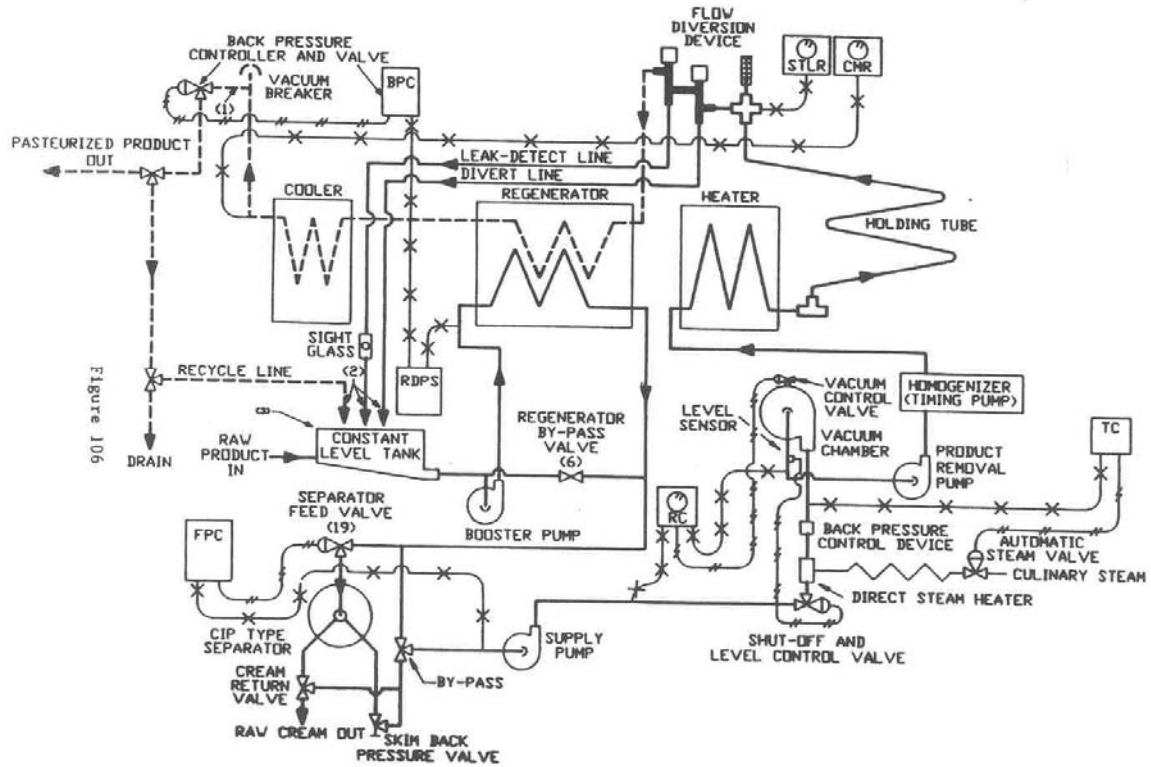 FLOW
DIVERSION
DEVICE
BACK PRESSURE
CONTROLLER AND VALVE
VACUUM
BREAKER
(1)
BPC
STLR
CMR
PASTEURIZED PRODUCT
OUT
LEAK-DETECT LINE
DIVERT LINE
COOLER
REGENERATOR
HEATER
HOLDING TUBE
SIGHT
GLASS
(2)
RDPS
RECYCLE LINE
Figure 106
DRAIN
RAW
PRODUCT
IN
CONSTANT
LEVEL TANK
REGENERATOR
BY-PASS
VALVE
(6)
BOOSTER PUMP
VACUUM
CONTROL
VALVE
LEVEL
SENSOR
VACUUM
CHAMBER
HOMOGENIZER
(TIMING PUMP)
PRODUCT
REMOVAL
PUMP
TC
RC
BACK PRESSURE
CONTROL DEVICE
AUTOMATIC
STEAM VALVE
CULINARY STEAM
DIRECT STEAM HEATER
SHUT-OFF AND
LEVEL CONTROL VALVE
SEPARATOR
FEED VALVE
(19)
FPC
CIP TYPE
SEPARATOR
SUPPLY
PUMP
BY-PASS
CREAM
RETURN
VALVE
RAW CREAM OUT
SKIM BACK
PRESSURE VALVE